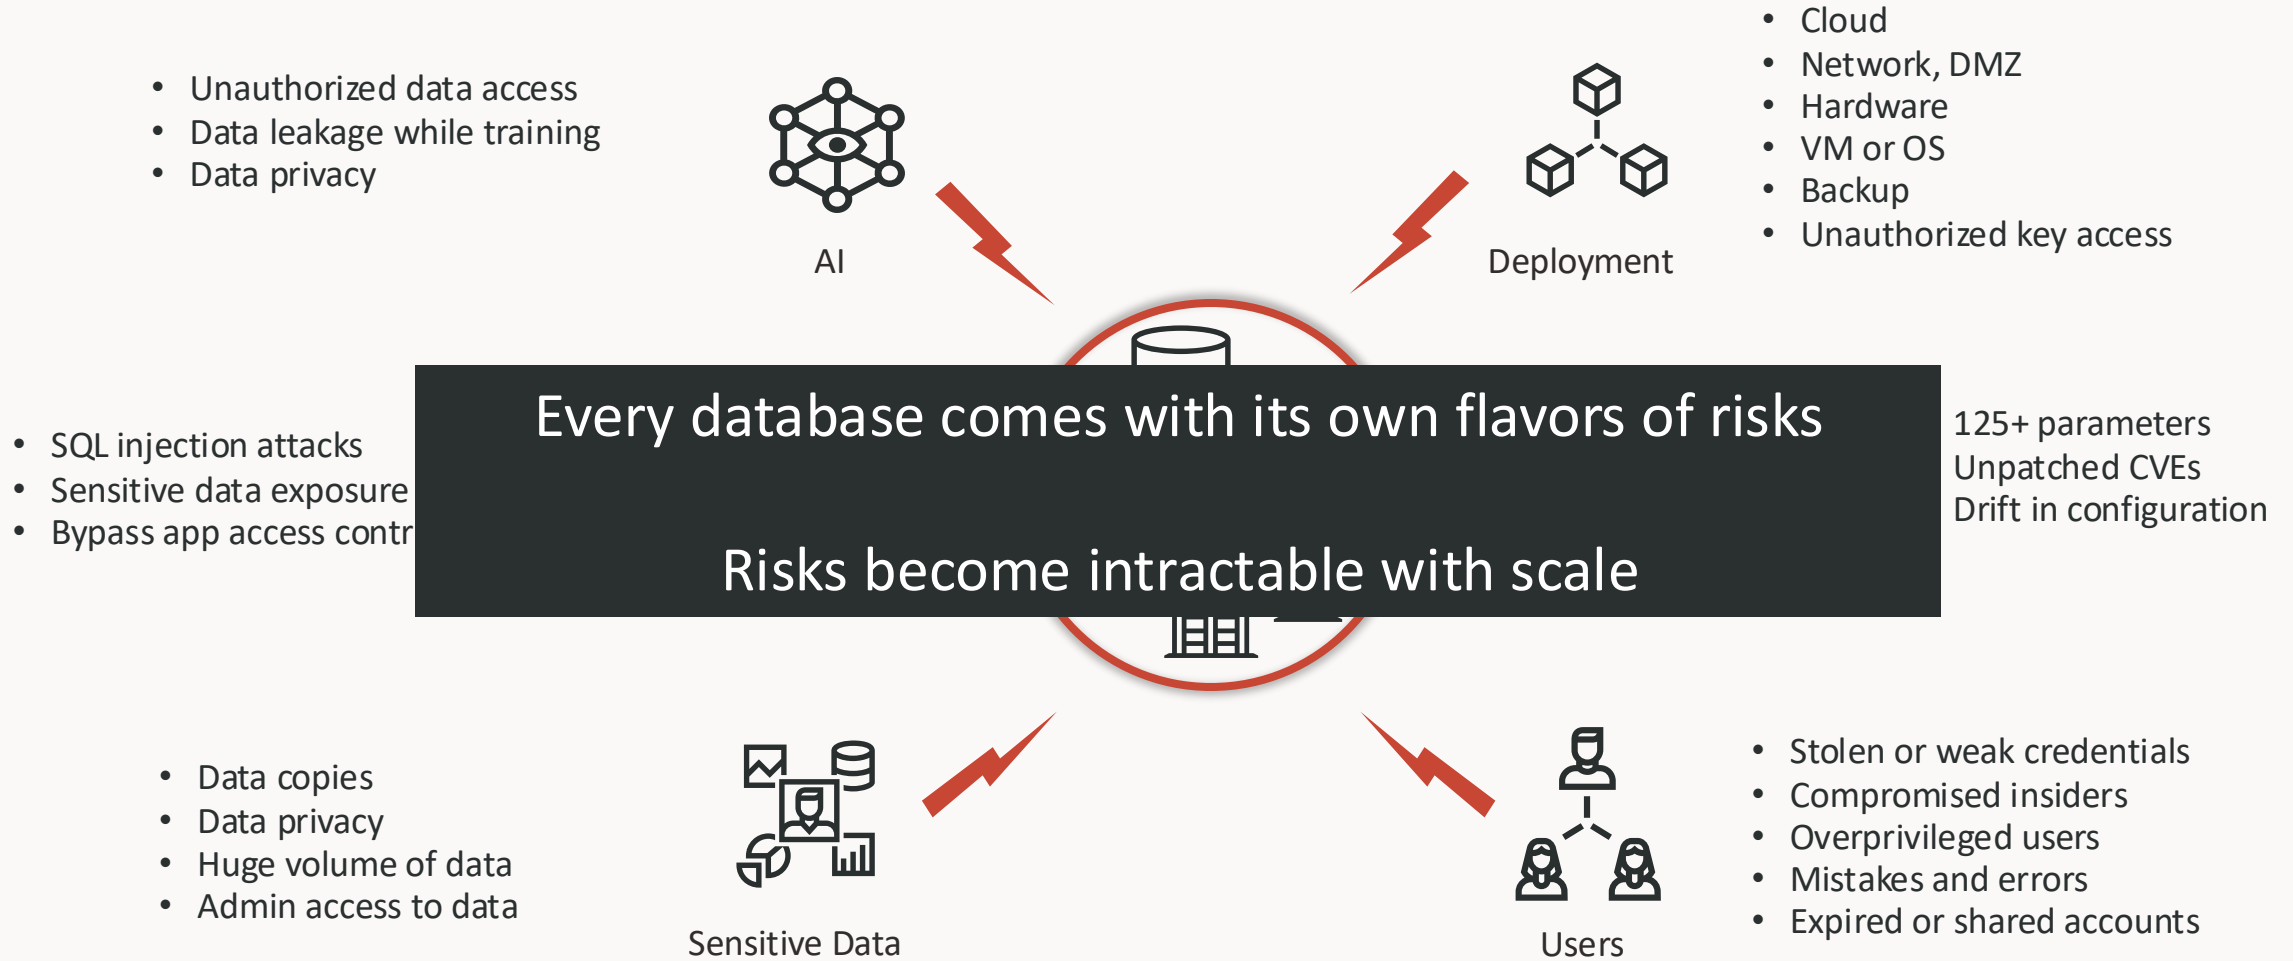 • Unauthorized data access
• Data leakage while training
• Data privacy
AI
• Cloud
• Network, DMZ
• Hardware
• VM or OS
• Backup
• Unauthorized key access
Deployment
• SQL injection attacks
• Sensitive data exposure
• Bypass app access contr
Every database comes with its own flavors of risks
Risks become intractable with scale
125+ parameters
Unpatched CVEs
Drift in configuration
• Data copies
• Data privacy
• Huge volume of data
• Admin access to data
Sensitive Data
• Stolen or weak credentials
• Compromised insiders
• Overprivileged users
• Mistakes and errors
• Expired or shared accounts
Users